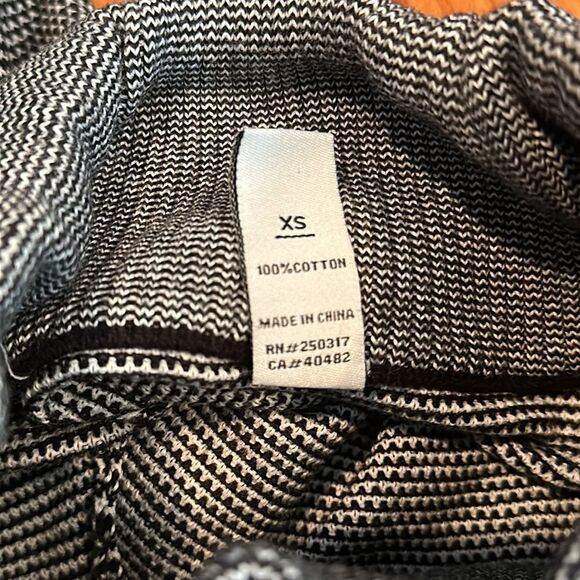 XS
100%COTTON
MADE IN CHINA
RN#250317
CA#40482